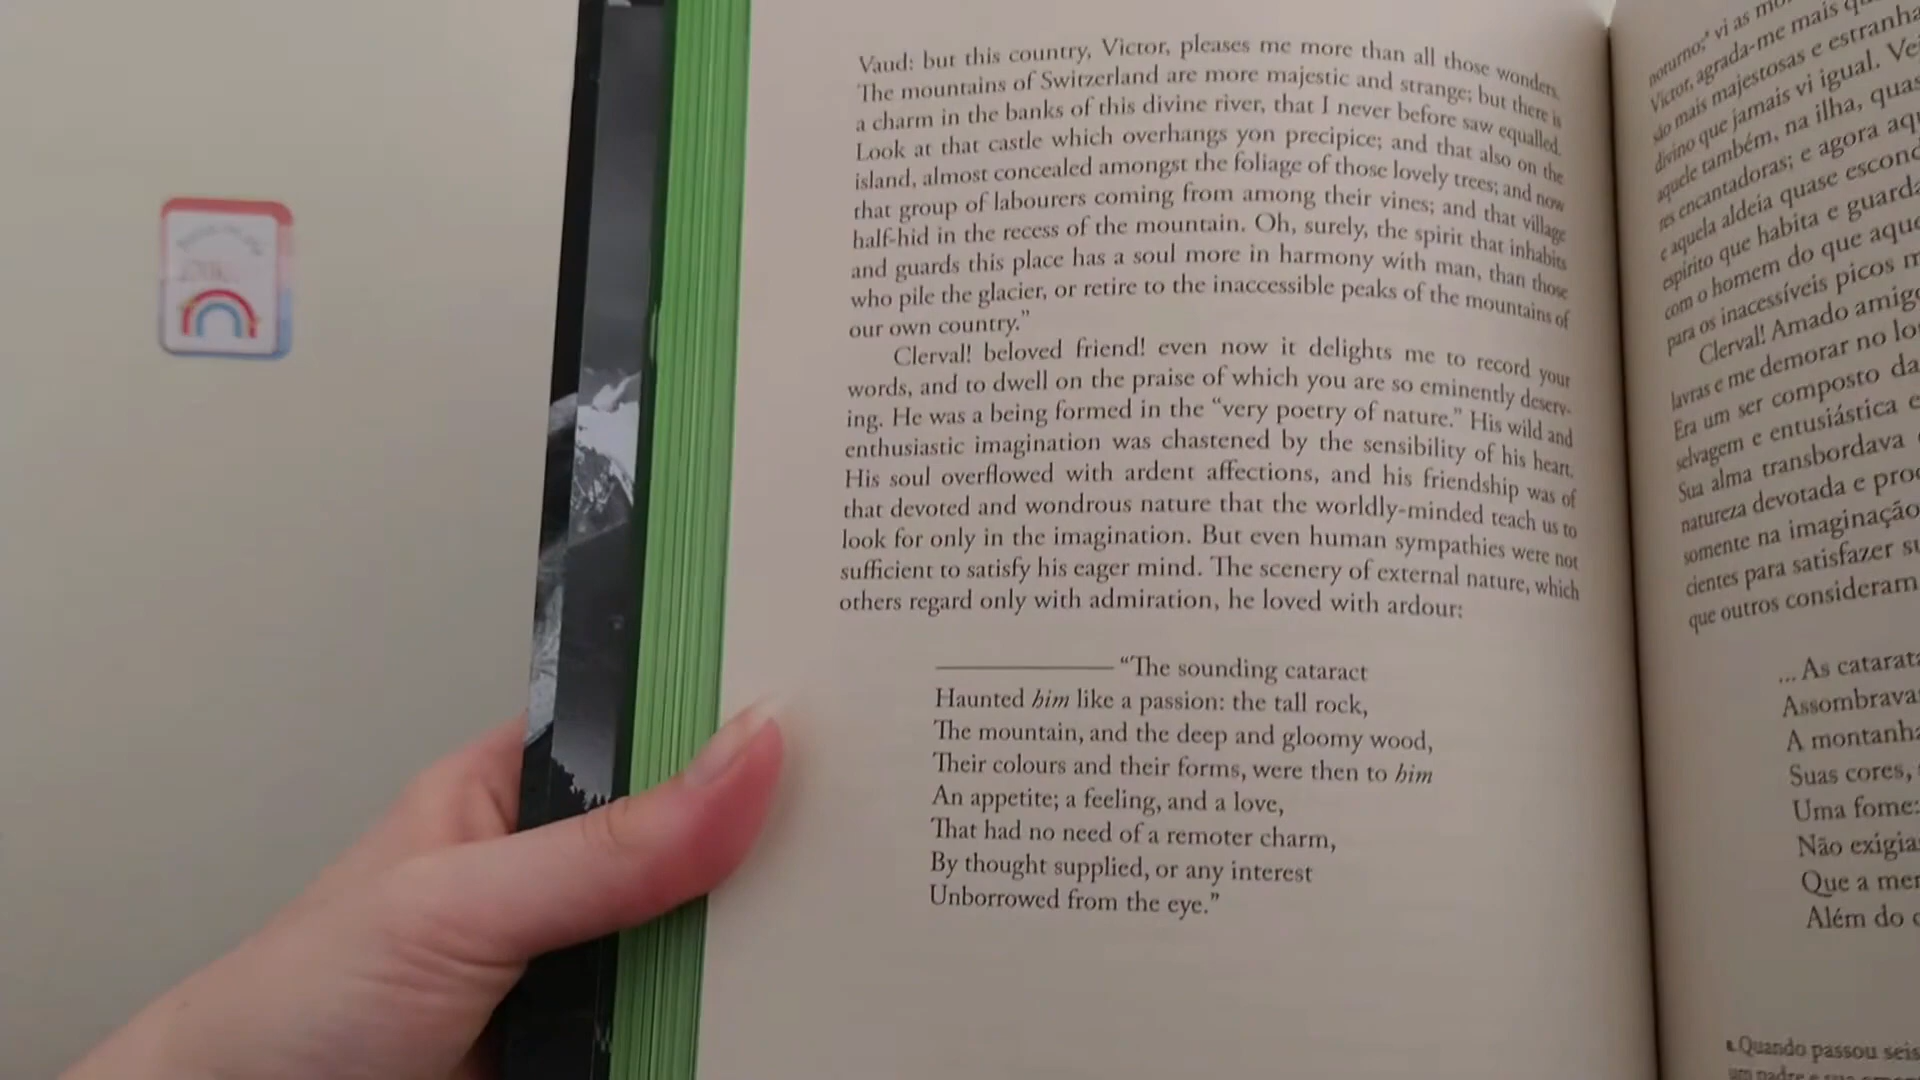 Vaud: but this country, Victor, pleases me more than all those wonders.
The mountains of Switzerland are more majestic and strange; but there is
a charm in the banks of this divine river, that I never before saw equalled.
Look at that castle which overhangs yon precipice; and that also on the
island, almost concealed amongst the foliage of those lovely trees; and now
that group of labourers coming from among their vines; and that village
half-hid in the recess of the mountain. Oh, surely, the spirit that inhabits
and guards this place has a soul more in harmony with man, than those
who pile the glacier, or retire to the inaccessible peaks of the mountains of
our own country.”
Clerval! beloved friend! even now it delights me to record your
words, and to dwell on the praise of which you are so eminently deserv-
ing. He was a being formed in the “very poetry of nature.” His wild and
enthusiastic imagination was chastened by the sensibility of his heart.
His soul overflowed with ardent affections, and his friendship was of
that devoted and wondrous nature that the worldly-minded teach us to
look for only in the imagination. But even human sympathies were not
sufficient to satisfy his eager mind. The scenery of external nature, which
others regard only with admiration, he loved with ardour:
“The sounding cataract
Haunted him like a passion: the tall rock,
The mountain, and the deep and gloomy wood,
Their colours and their forms, were then to him
An appetite; a feeling, and a love,
That had no need of a remoter charm,
By thought supplied, or any interest
Unborrowed from the eye.”
noturno, vi as
Victor, agrada-me mais
são mais majestosas e
divino que jamais vi igual.
aquele também, na ilha,
res encantadoras; e agora
e aquela aldeia quase
espírito que habita e
com o homem do que
para os inacessíveis picos
Clerval! Amado
lavras e me demorar no
Era um ser composto
selvagem e entusiástica e
Sua alma transbordava
natureza devotada e
somente na imaginação
cientes para satisfazer
que outros consideram
... As
A
Suas cores,
Uma fome:
Não
Que a
Além do
Quando passou
um padre e